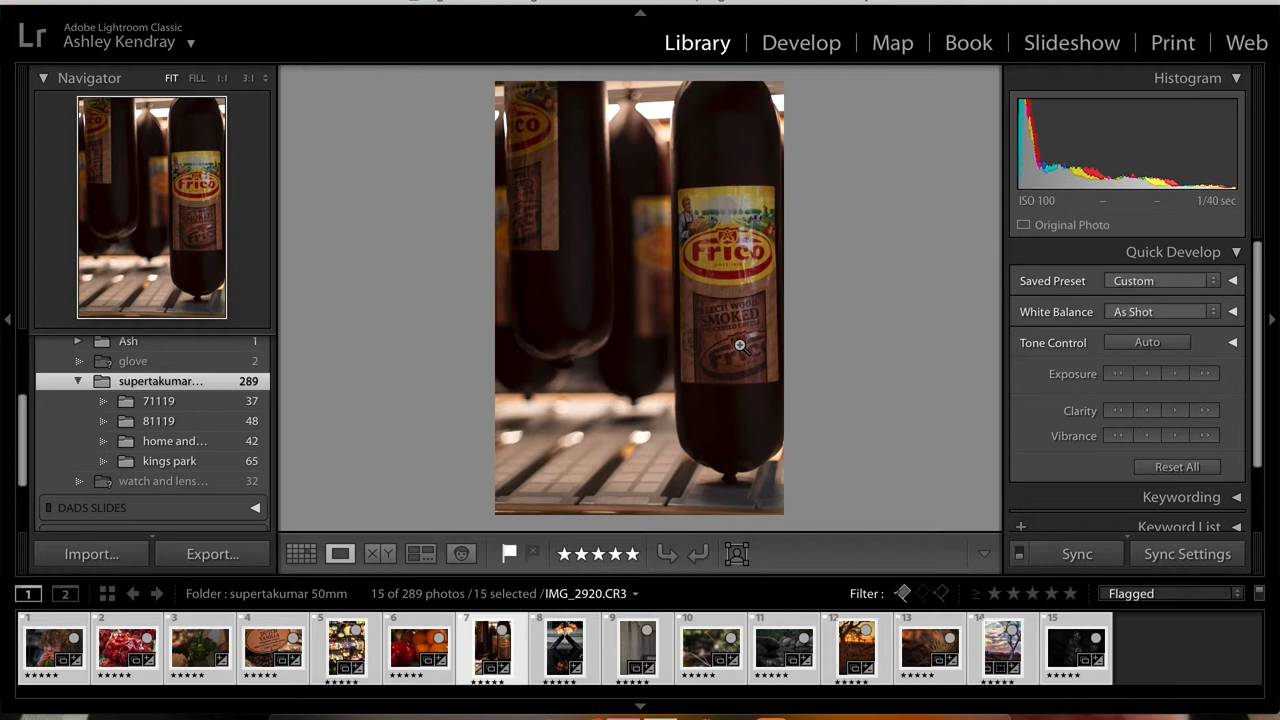 Lr
Adobe Lightroom Classic
Ashley Kendray
Library | Develop | Map | Book | Slideshow | Print | Web
Navigator FIT FILL 1:1 3:1
Frico
SMOKED
Ash 1
glove 2
supertakumar... 289
71119 37
81119 48
home and... 42
kings park 65
watch and lens... 32
DADS SLIDES
Import... Export...
Histogram
ISO 100 – – 1/40 sec
Original Photo
Quick Develop
Saved Preset Custom
White Balance As Shot
Tone Control Auto
Exposure
Clarity
Vibrance
Reset All
Keywording
Keyword List
Sync Sync Settings
XY
1 2 Folder : supertakumar 50mm 15 of 289 photos / 15 selected / IMG_2920.CR3 Filter : Flagged
1 2 3 4 5 6 7 8 9 10 11 12 13 14 15